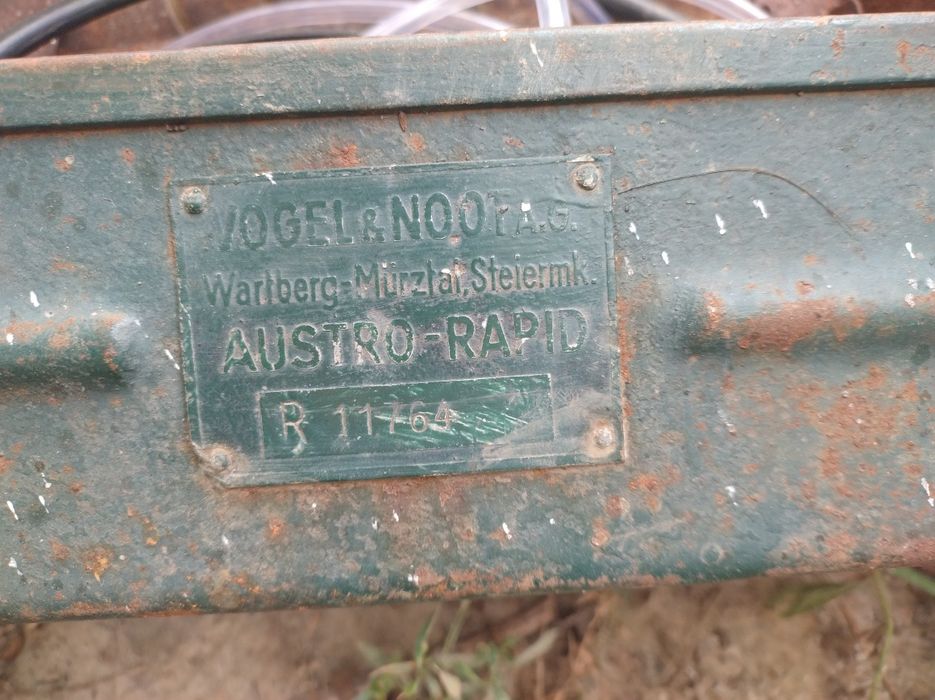 VOGEL & NOOT A.G.
Wartberg-Mürztal, Steiermk.
AUSTRO-RAPID
R 11764